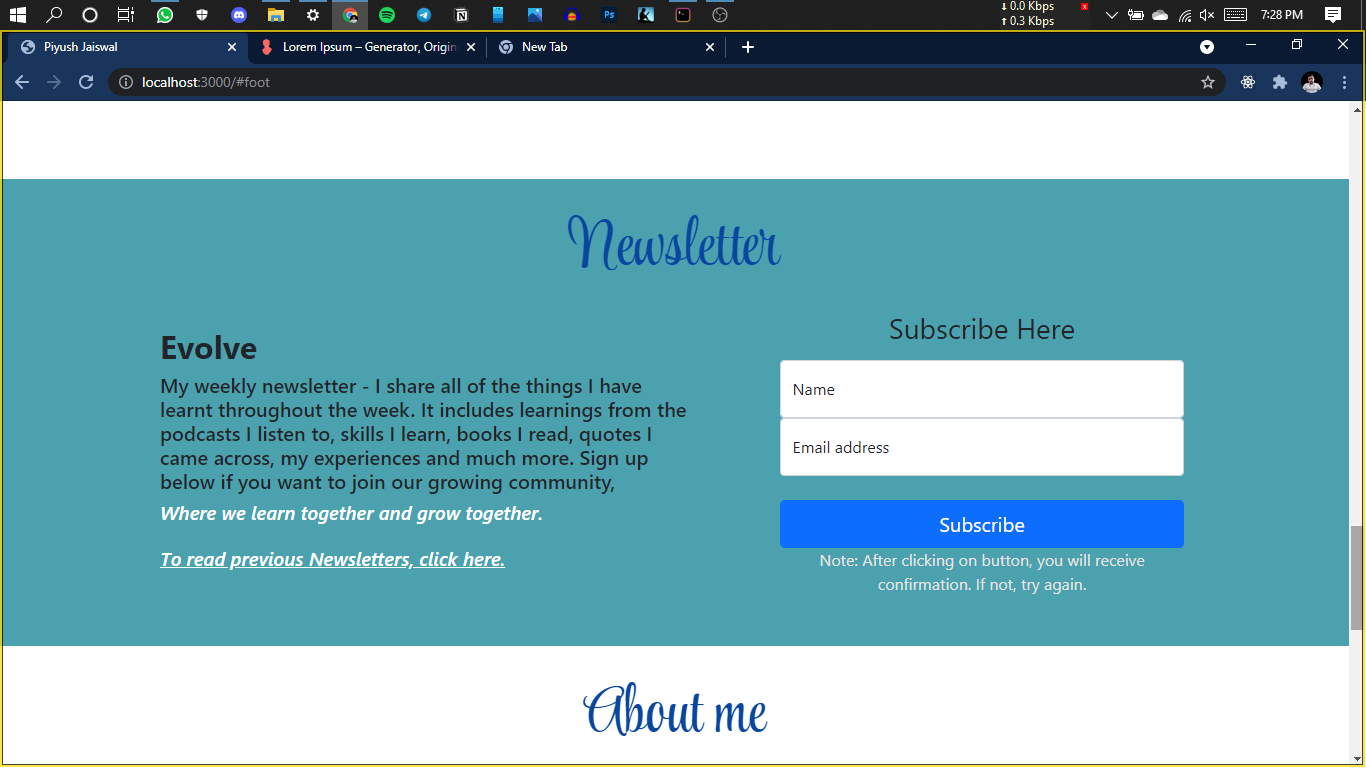 ↓ 0.0 Kbps
↑ 0.3 Kbps
7:28 PM
Piyush Jaiswal
Lorem Ipsum – Generator, Origin
New Tab
localhost:3000/#foot
Newsletter
Evolve
My weekly newsletter - I share all of the things I have
learnt throughout the week. It includes learnings from the
podcasts I listen to, skills I learn, books I read, quotes I
came across, my experiences and much more. Sign up
below if you want to join our growing community,
Where we learn together and grow together.
To read previous Newsletters, click here.
Subscribe Here
Name
Email address
Subscribe
Note: After clicking on button, you will receive
confirmation. If not, try again.
About me